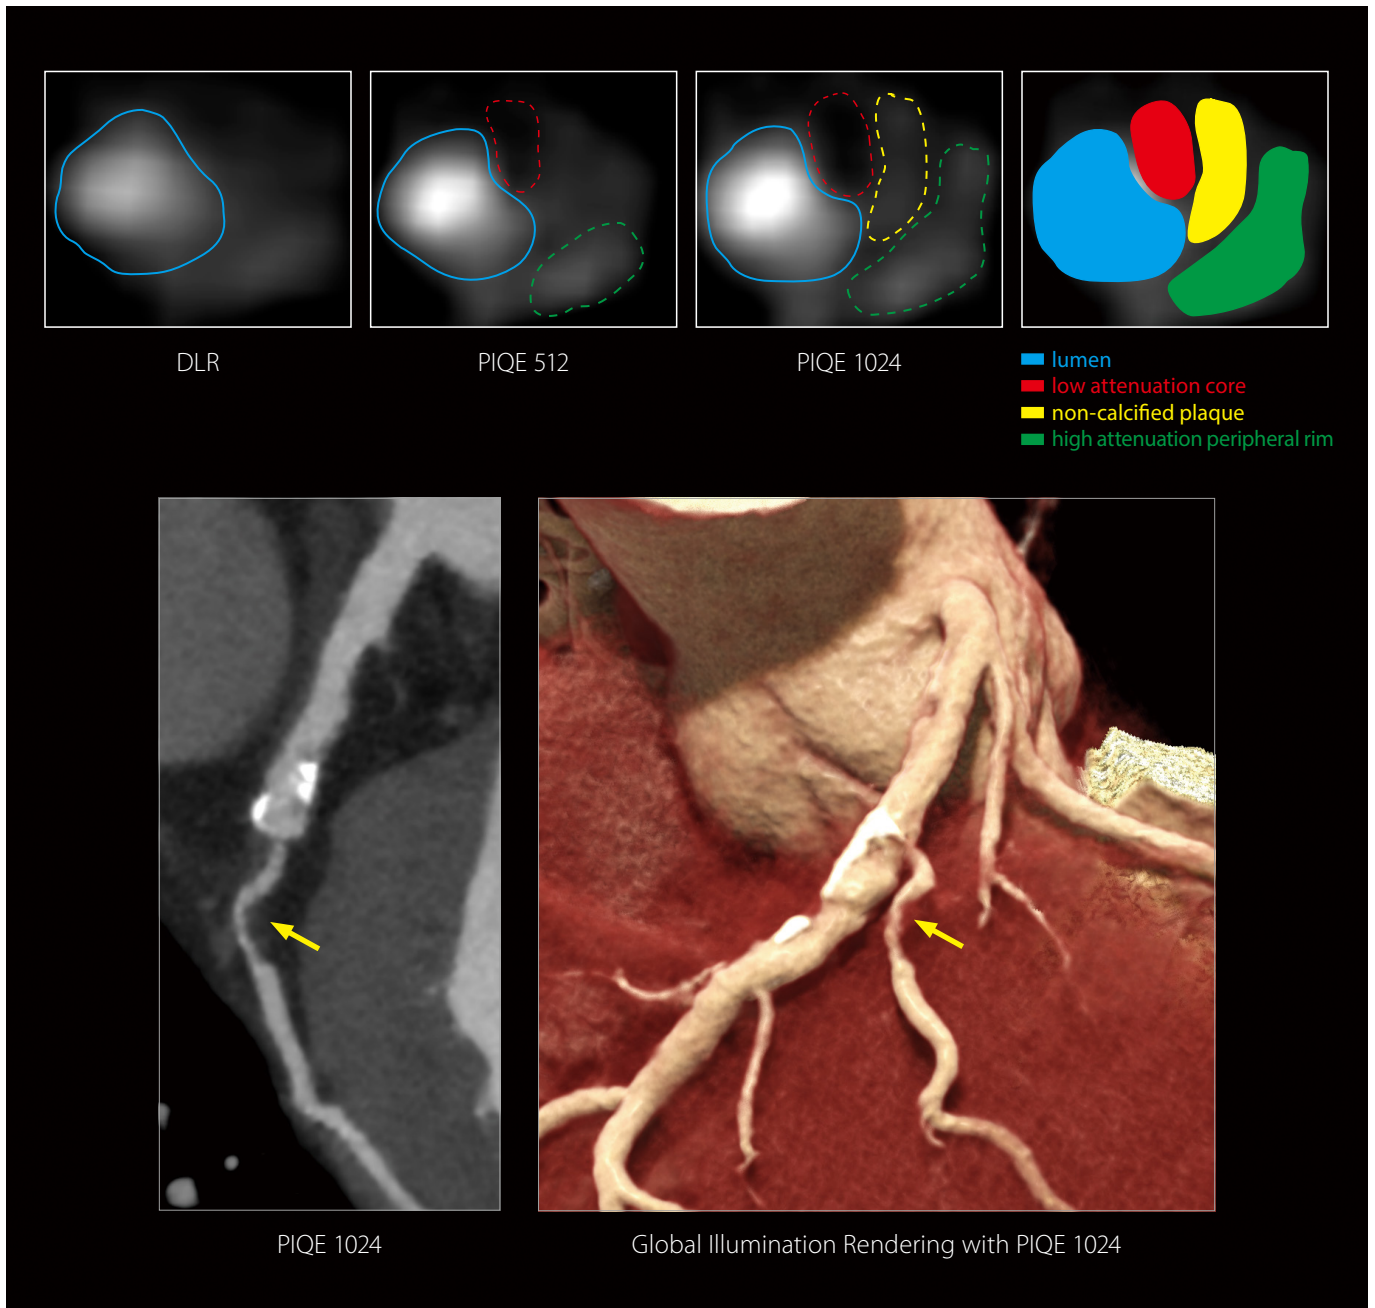 DLR
PIQE 512
PIQE 1024
lumen
low attenuation core
non-calcified plaque
high attenuation peripheral rim
PIQE 1024
Global Illumination Rendering with PIQE 1024